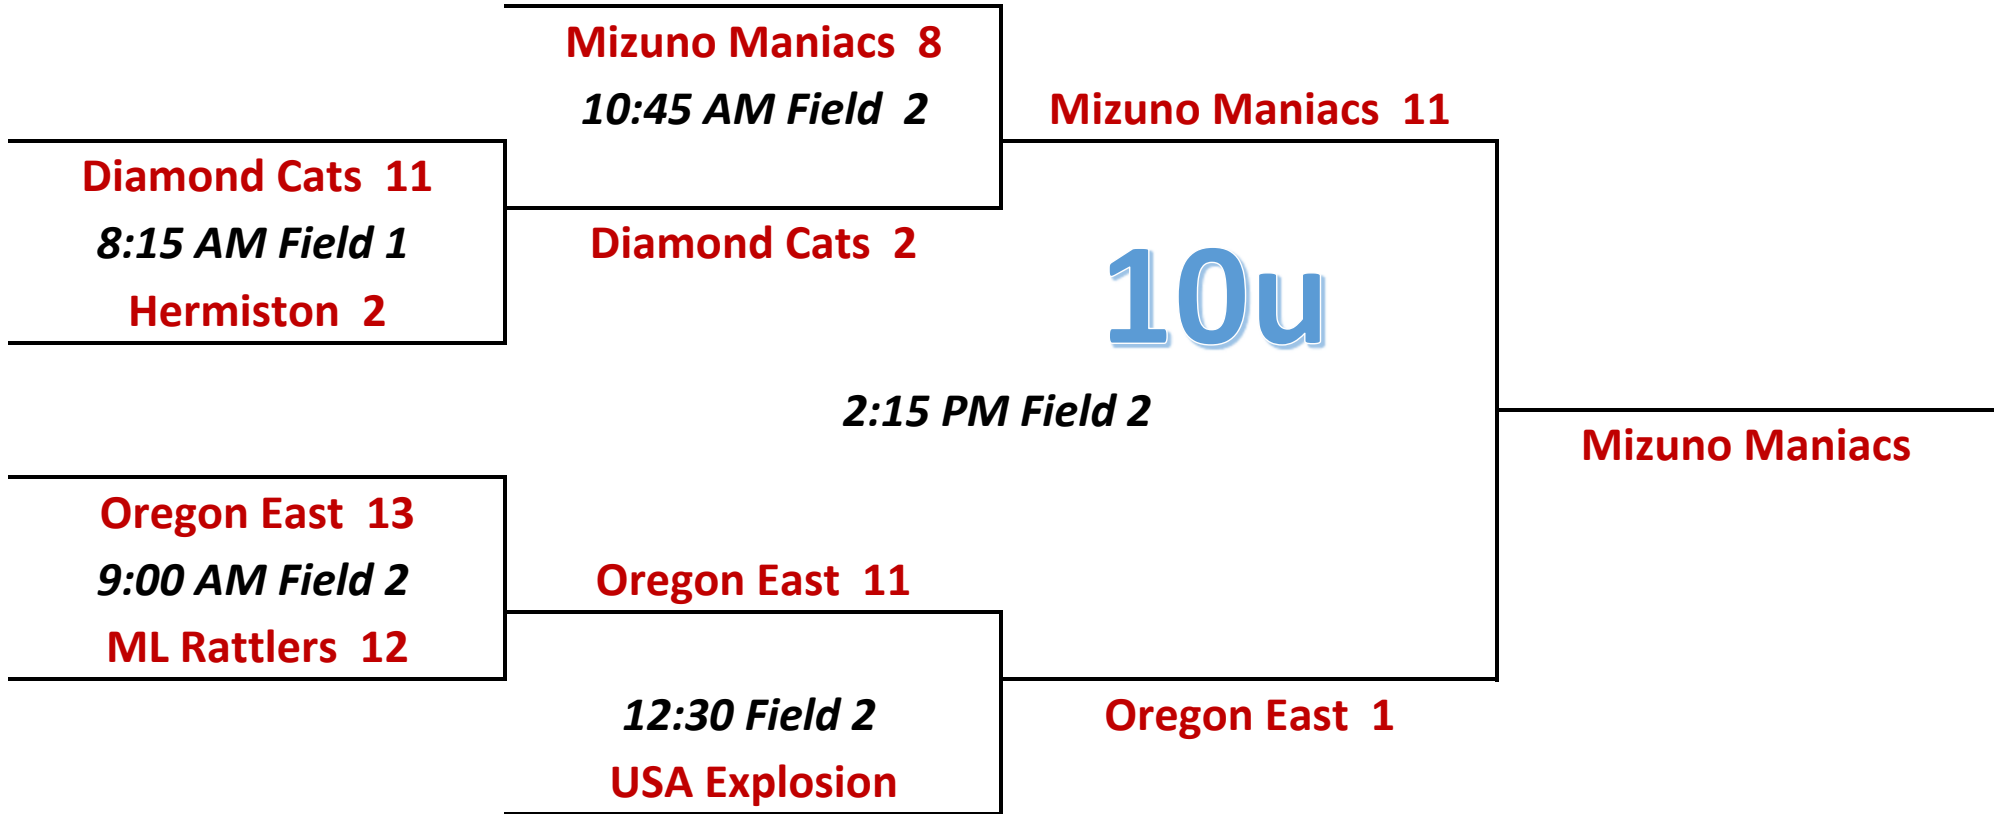 Mizuno Maniacs 8
10:45 AM Field 2
Mizuno Maniacs 11
Diamond Cats 11
8:15 AM Field 1
Diamond Cats 2
Hermiston 2
10u
2:15 PM Field 2
Mizuno Maniacs
Oregon East 13
9:00 AM Field 2
Oregon East 11
ML Rattlers 12
12:30 Field 2
Oregon East 1
USA Explosion